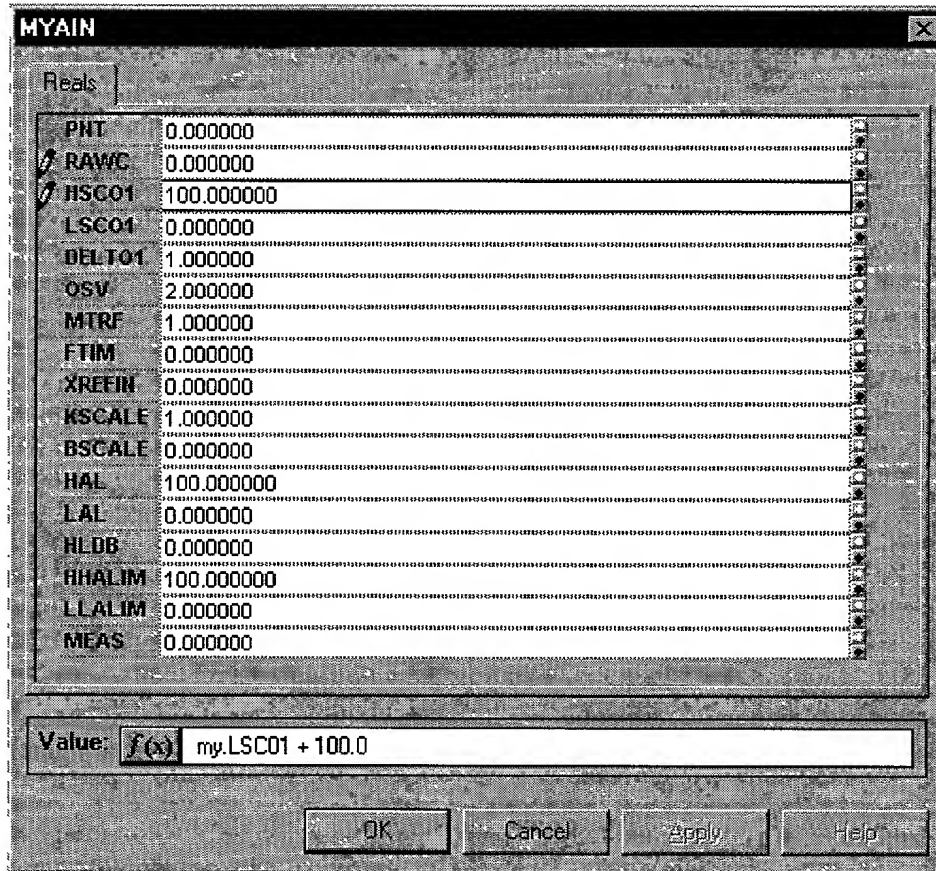 MYAIN
Reals
PNT 0.000000
RAWC 0.000000
HSCO1 100.000000
LSCO1 0.000000
DELTO1 1.000000
OSV 2.000000
MTRF 1.000000
FTIM 0.000000
XREFIN 0.000000
KSCALE 1.000000
BSCALE 0.000000
HAL 100.000000
LAL 0.000000
HLDB 0.000000
HHALIM 100.000000
LLALIM 0.000000
MEAS 0.000000
Value: f(x) my.LSC01 + 100.0
OK Cancel Apply Help